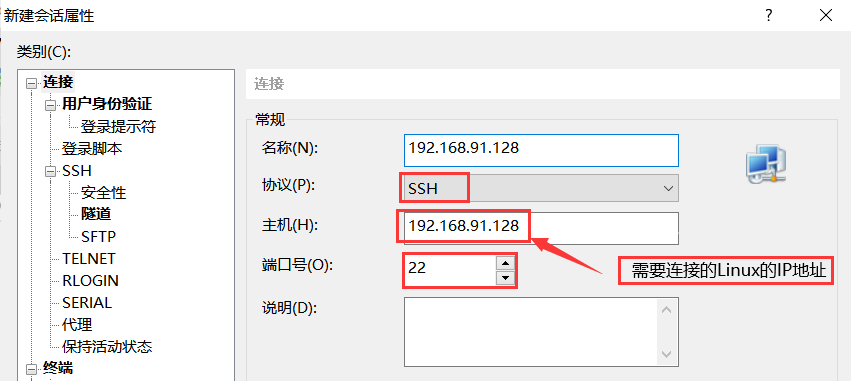 新建会话属性
类别(C):
连接
用户身份验证
登录提示符
登录脚本
SSH
安全性
隧道
SFTP
TELNET
RLOGIN
SERIAL
代理
保持活动状态
终端
连接
常规
名称(N):
192.168.91.128
协议(P):
SSH
主机(H):
192.168.91.128
端口号(O):
22
需要连接的Linux的IP地址
说明(D):